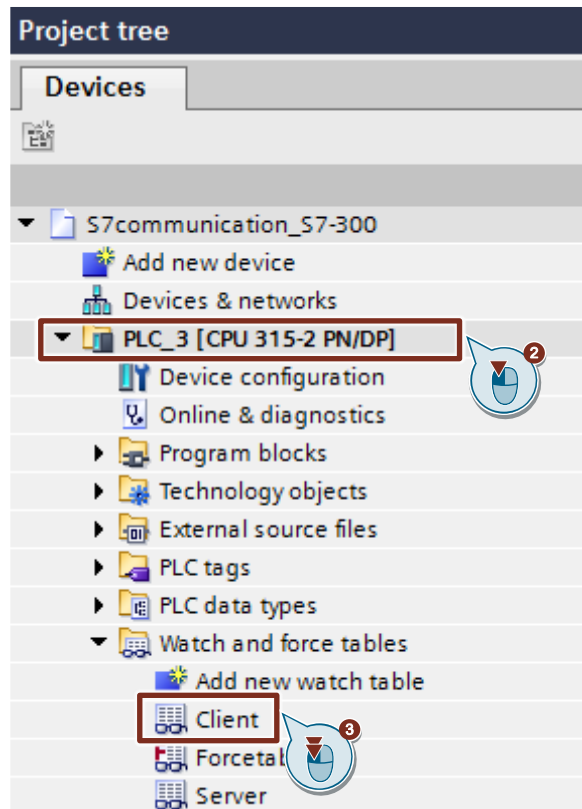 Project tree
Devices
S7communication_S7-300
Add new device
Devices & networks
PLC_3 [CPU 315-2 PN/DP]
2
Device configuration
Online & diagnostics
Program blocks
Technology objects
External source files
PLC tags
PLC data types
Watch and force tables
Add new watch table
Client
3
Forcetab
Server